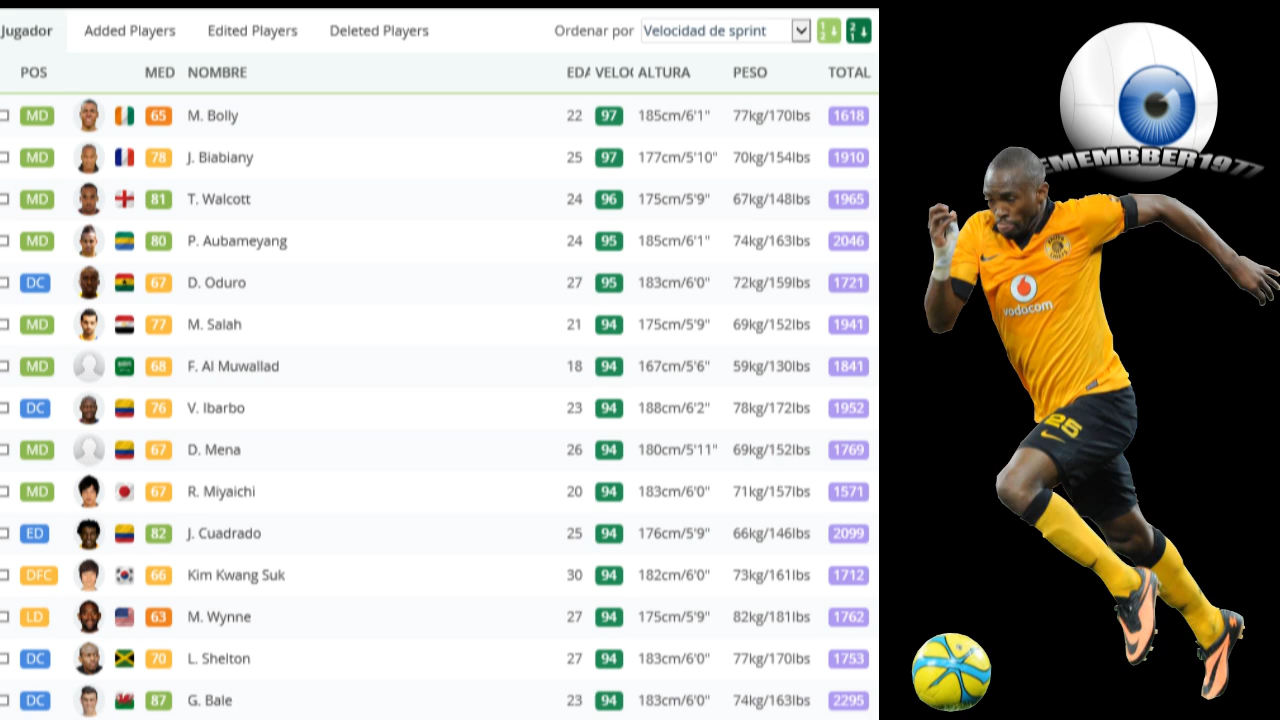 Jugador Added Players Edited Players Deleted Players Ordenar por Velocidad de sprint
POS MED NOMBRE EDA VELO ALTURA PESO TOTAL
MD 65 M. Bolly 22 97 185cm/6'1" 77kg/170lbs 1618
MD 78 J. Biabiany 25 97 177cm/5'10" 70kg/154lbs 1910
MD 81 T. Walcott 24 96 175cm/5'9" 67kg/148lbs 1965
MD 80 P. Aubameyang 24 95 185cm/6'1" 74kg/163lbs 2046
DC 67 D. Oduro 27 95 183cm/6'0" 72kg/159lbs 1721
MD 77 M. Salah 21 94 175cm/5'9" 69kg/152lbs 1941
MD 68 F. Al Muwallad 18 94 167cm/5'6" 59kg/130lbs 1841
DC 76 V. Ibarbo 23 94 188cm/6'2" 78kg/172lbs 1952
MD 67 D. Mena 26 94 180cm/5'11" 69kg/152lbs 1769
MD 67 R. Miyaichi 20 94 183cm/6'0" 71kg/157lbs 1571
ED 82 J. Cuadrado 25 94 176cm/5'9" 66kg/146lbs 2099
DFC 66 Kim Kwang Suk 30 94 182cm/6'0" 73kg/161lbs 1712
LD 63 M. Wynne 27 94 175cm/5'9" 82kg/181lbs 1762
DC 70 L. Shelton 27 94 183cm/6'0" 77kg/170lbs 1753
DC 87 G. Bale 23 94 183cm/6'0" 74kg/163lbs 2295
EMEMBBER1977
vodacom
25